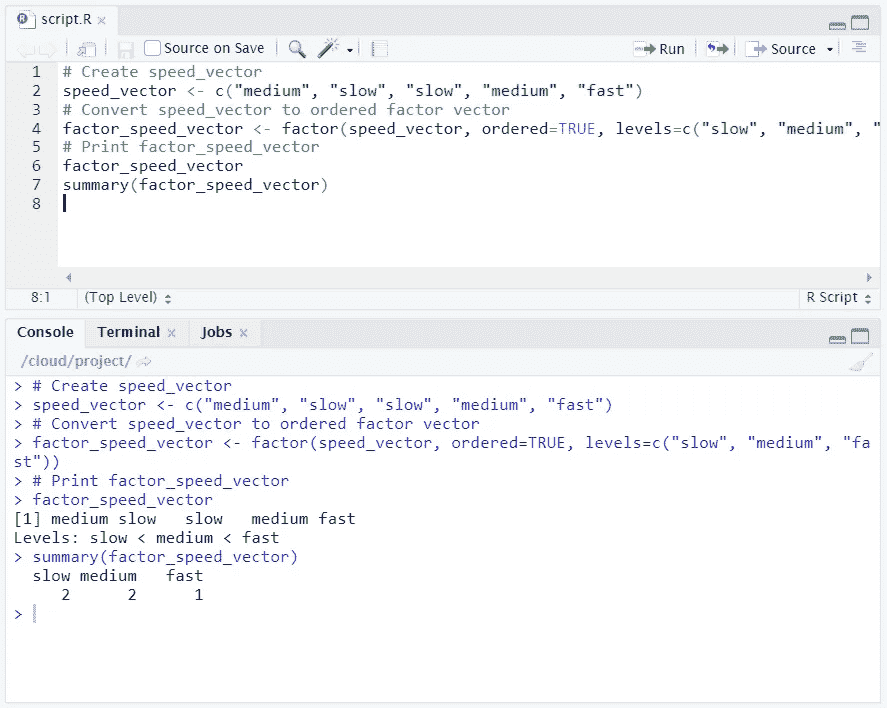 script.R
Source on Save
Run
Source
1 # Create speed_vector
2 speed_vector <- c("medium", "slow", "slow", "medium", "fast")
3 # Convert speed_vector to ordered factor vector
4 factor_speed_vector <- factor(speed_vector, ordered=TRUE, levels=c("slow", "medium", "
5 # Print factor_speed_vector
6 factor_speed_vector
7 summary(factor_speed_vector)
8
8:1 (Top Level) R Script
Console Terminal Jobs
/cloud/project/
> # Create speed_vector
> speed_vector <- c("medium", "slow", "slow", "medium", "fast")
> # Convert speed_vector to ordered factor vector
> factor_speed_vector <- factor(speed_vector, ordered=TRUE, levels=c("slow", "medium", "fa
st"))
> # Print factor_speed_vector
> factor_speed_vector
[1] medium slow   slow   medium fast
Levels: slow < medium < fast
> summary(factor_speed_vector)
  slow medium   fast
     2      2      1
>